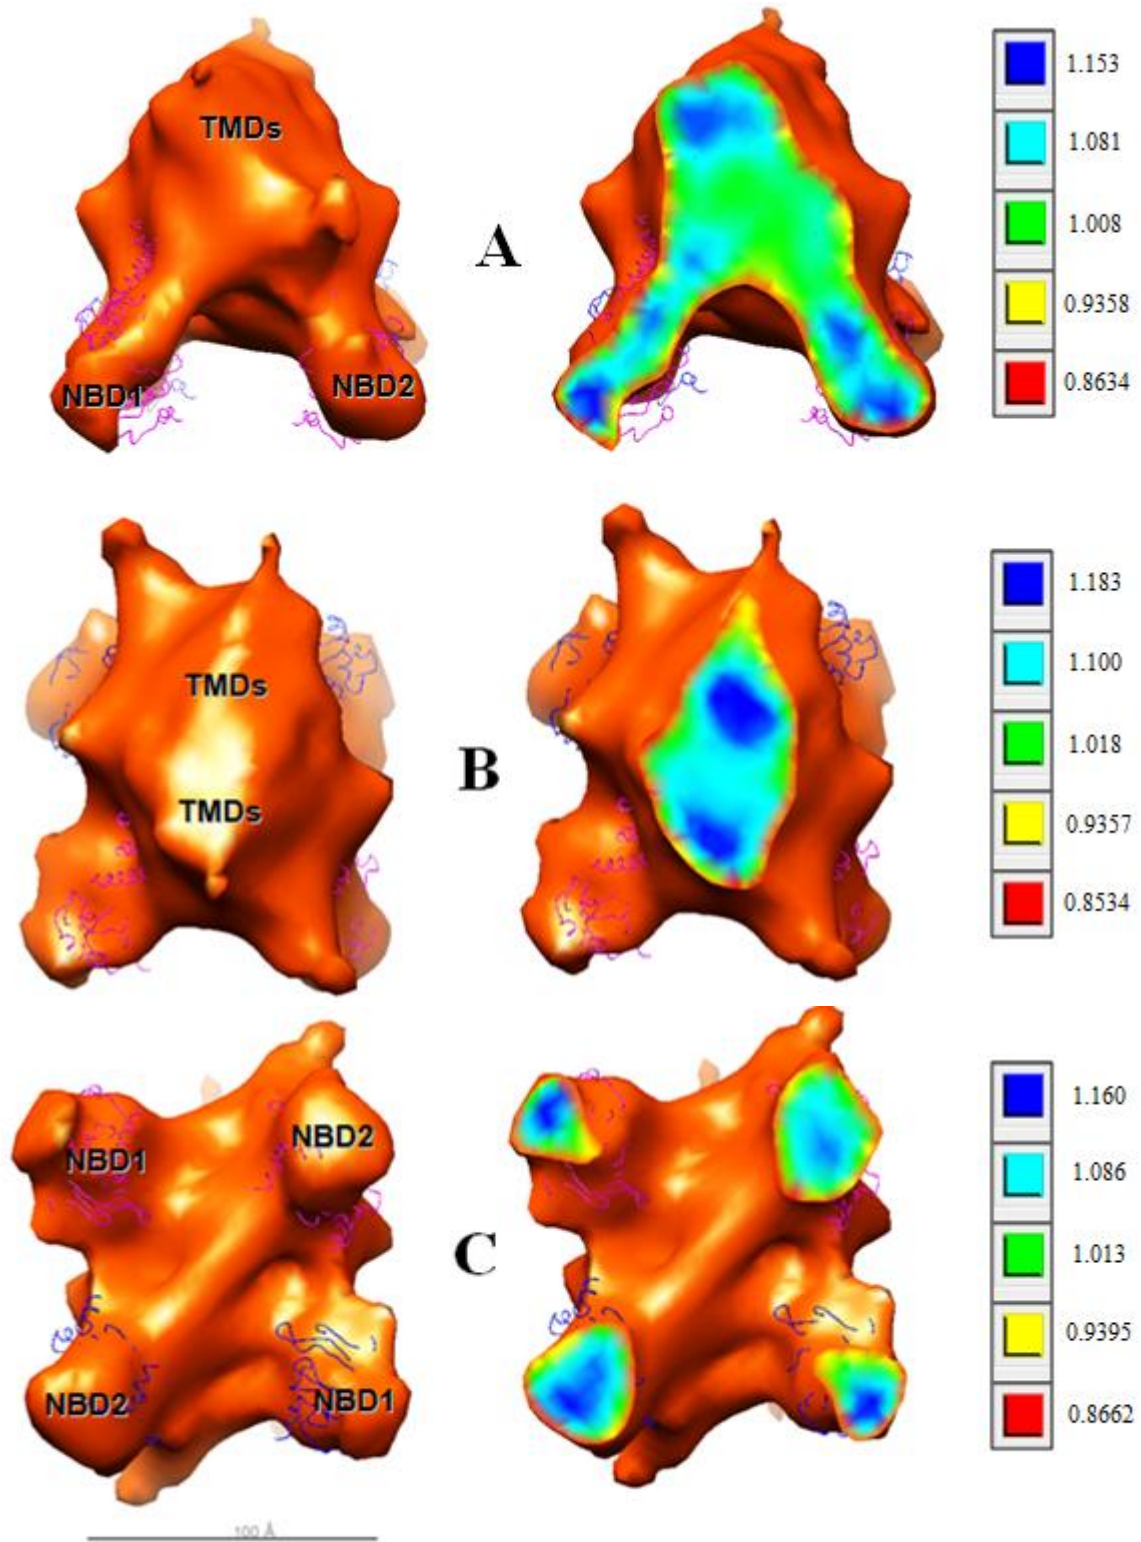 TMDs
A
NBD1
NBD2
1.153
1.081
1.008
0.9358
0.8634
TMDs
B
TMDs
1.183
1.100
1.018
0.9357
0.8534
NBD1
NBD2
C
NBD2
NBD1
1.160
1.086
1.013
0.9395
0.8662
100 Å